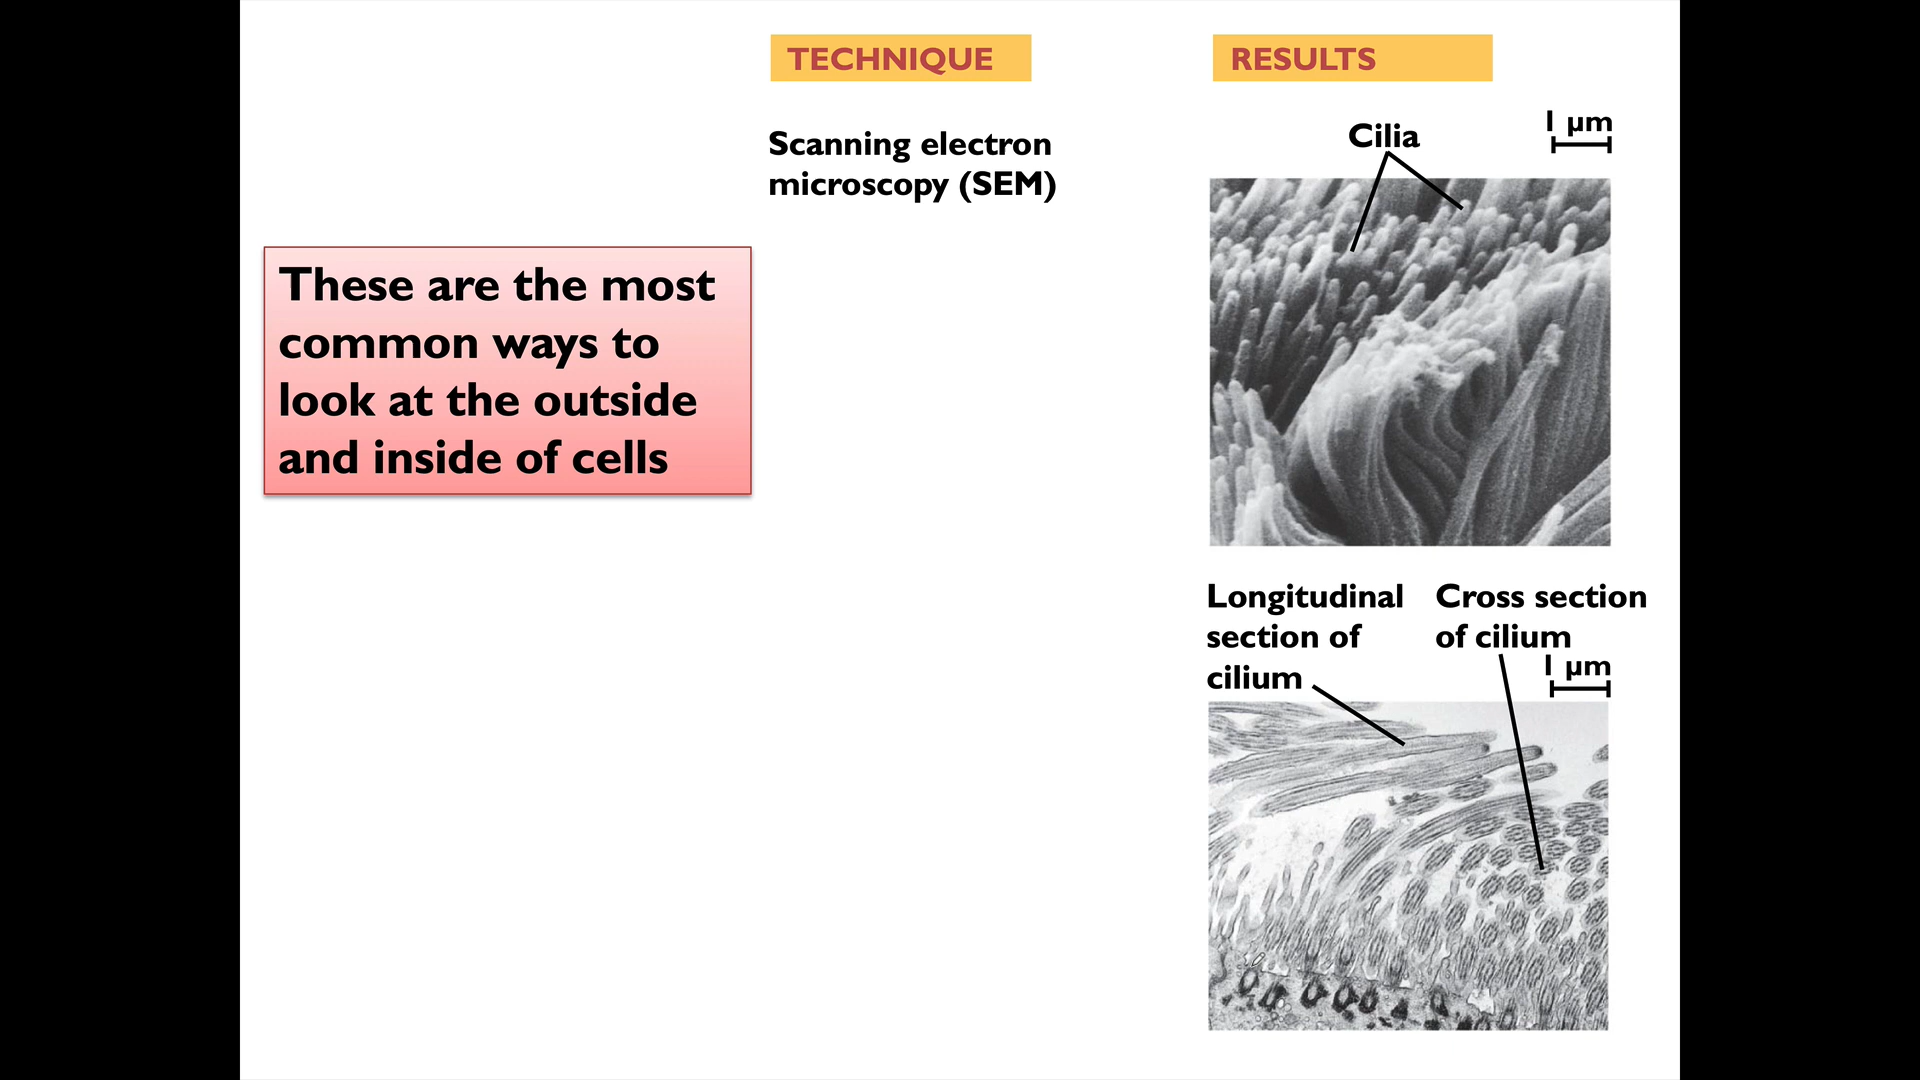 TECHNIQUE
RESULTS
Scanning electron
microscopy (SEM)
Cilia
1 µm
These are the most
common ways to
look at the outside
and inside of cells
Longitudinal
section of
cilium
Cross section
of cilium
1 µm